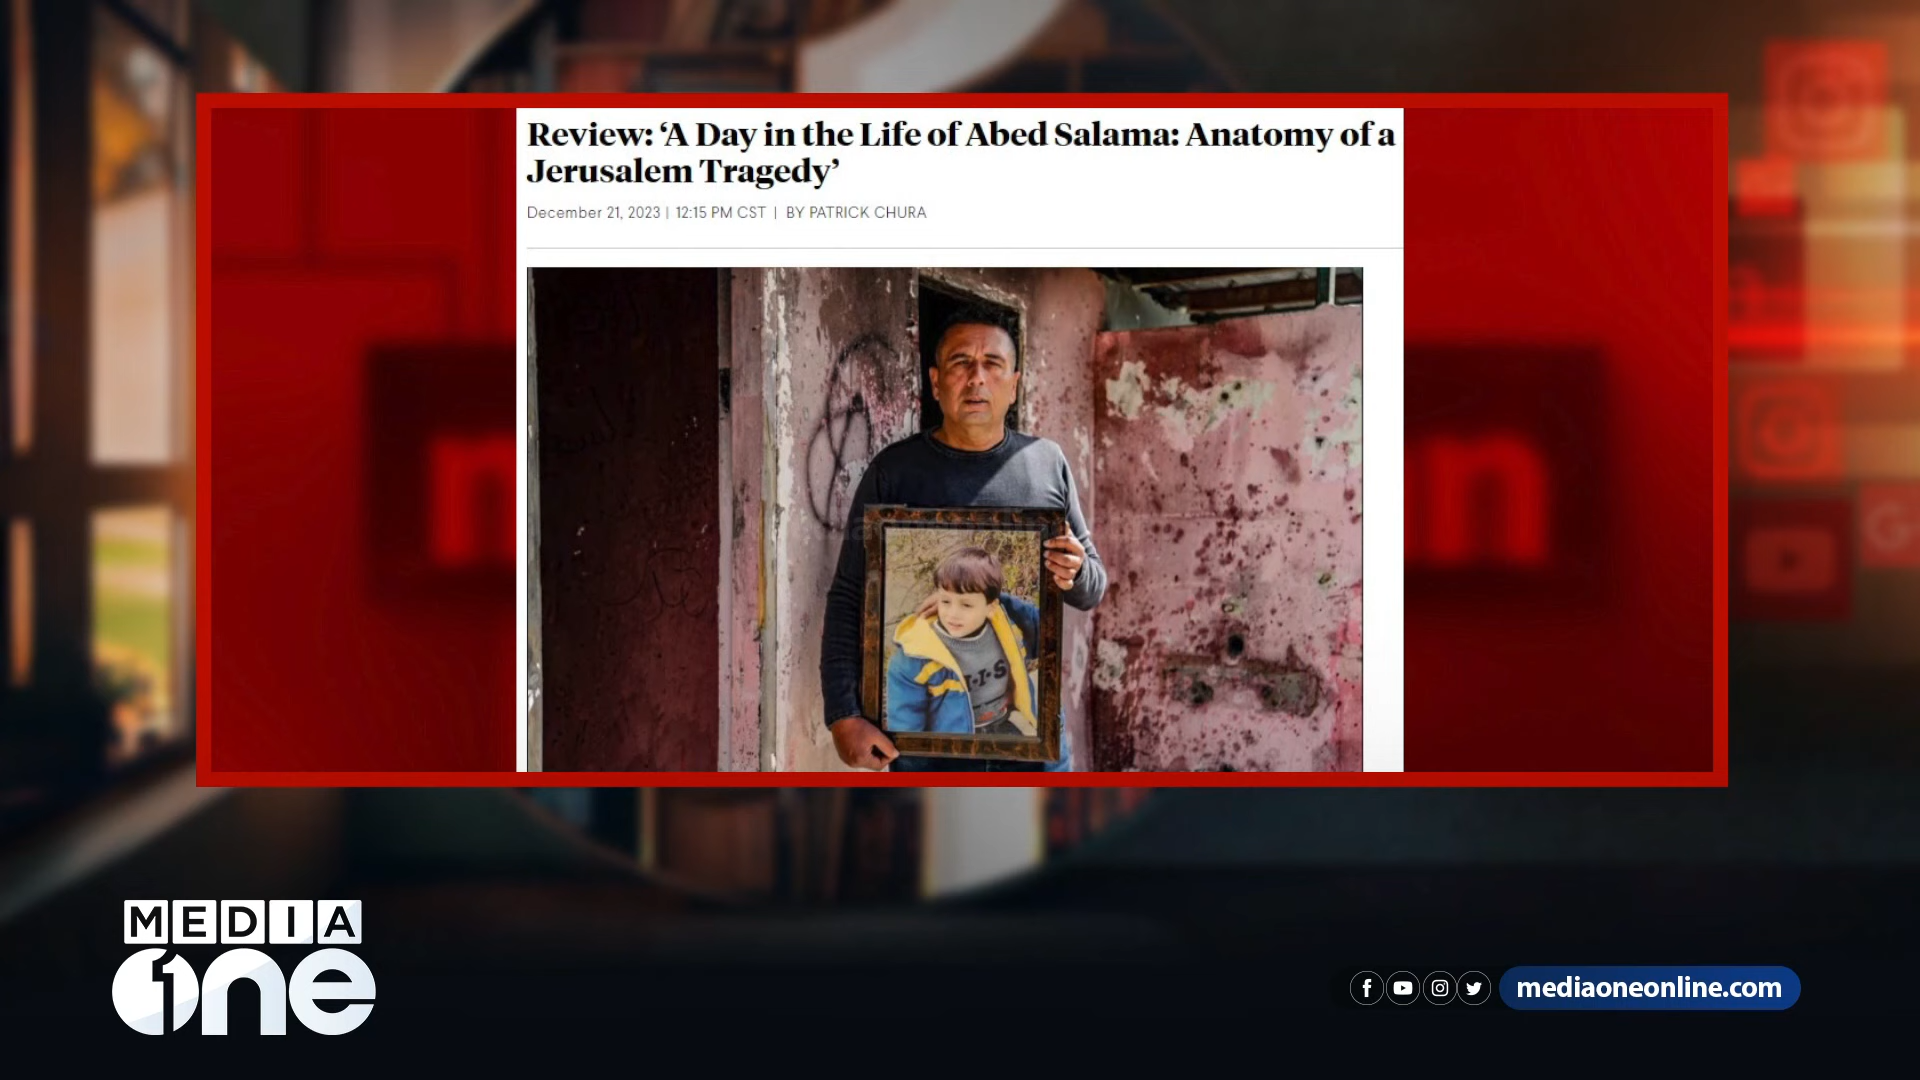 Review: ‘A Day in the Life of Abed Salama: Anatomy of a
Jerusalem Tragedy’
December 21, 2023 | 12:15 PM CST | BY PATRICK CHURA
MEDIA
one
mediaoneonline.com